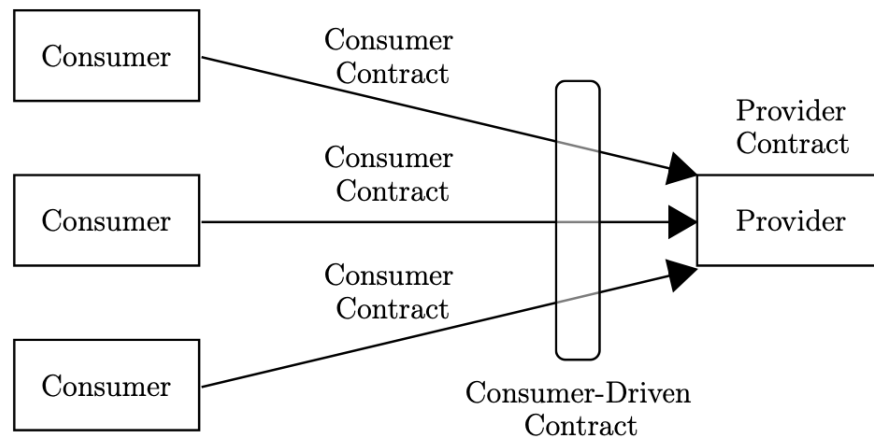 Consumer
Consumer
Contract
Provider
Contract
Consumer
Consumer
Contract
Provider
Consumer
Contract
Consumer
Consumer-Driven
Contract